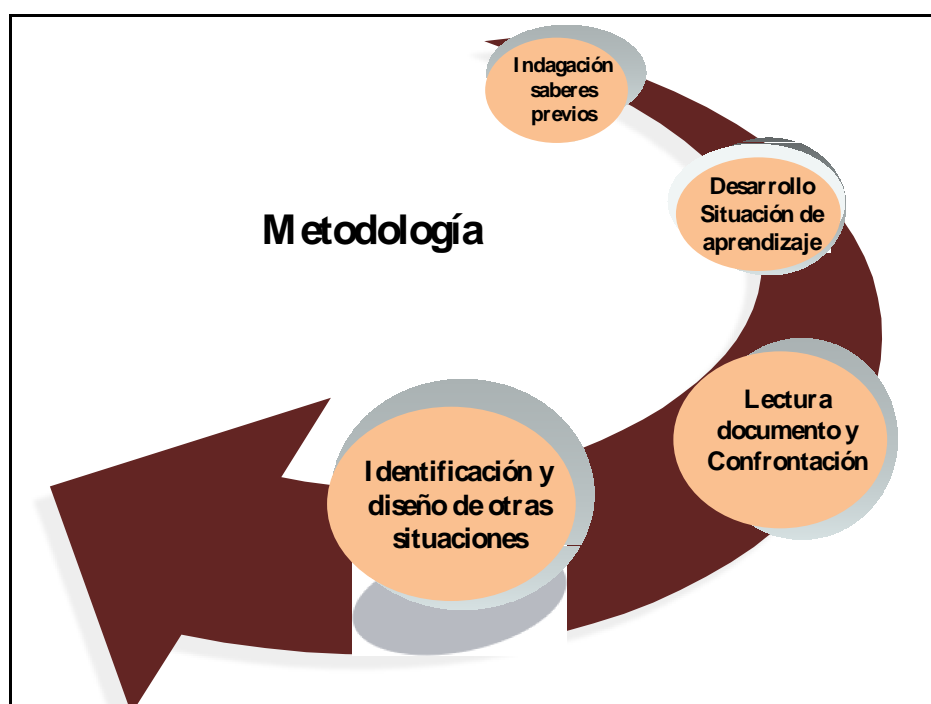 Indagación
saberes
previos
Desarrollo
Situación de
aprendizaje
Metodología
Lectura
documento y
Confrontación
Identificación y
diseño de otras
situaciones